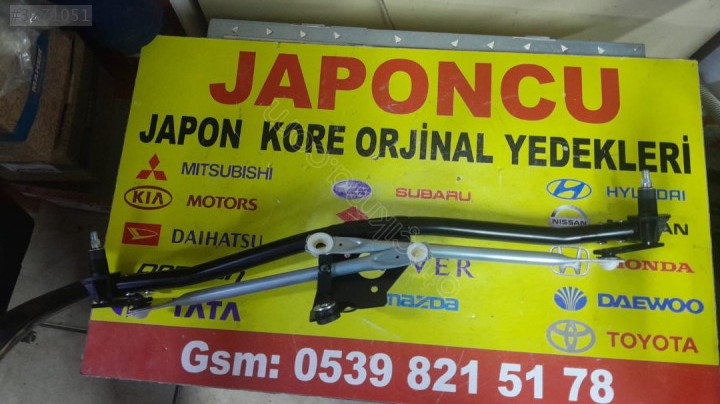 JAPONCU
JAPON KORE ORJİNAL YEDEKLERİ
MITSUBISHI
SUBARU
HYUNDAI
KIA MOTORS
NISSAN
DAIHATSU
VER
HONDA
TATA
mazda
DAEWOO
TOYOTA
Gsm: 0539 821 51 78